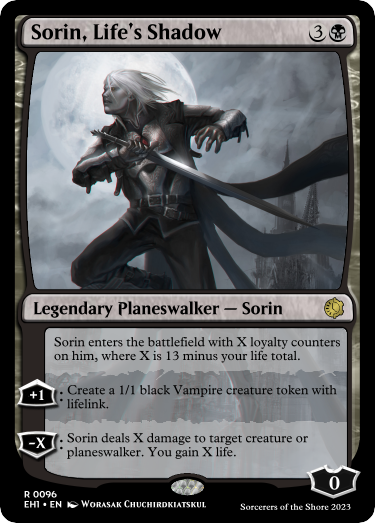 Sorin, Life's Shadow
3
Legendary Planeswalker — Sorin
Sorin enters the battlefield with X loyalty counters
on him, where X is 13 minus your life total.
+1: Create a 1/1 black Vampire creature token with
lifelink.
-X: Sorin deals X damage to target creature or
planeswalker. You gain X life.
0
R 0096
EH1 • EN Worasak Chuchirdkiatskul
Sorcerers of the Shore 2023